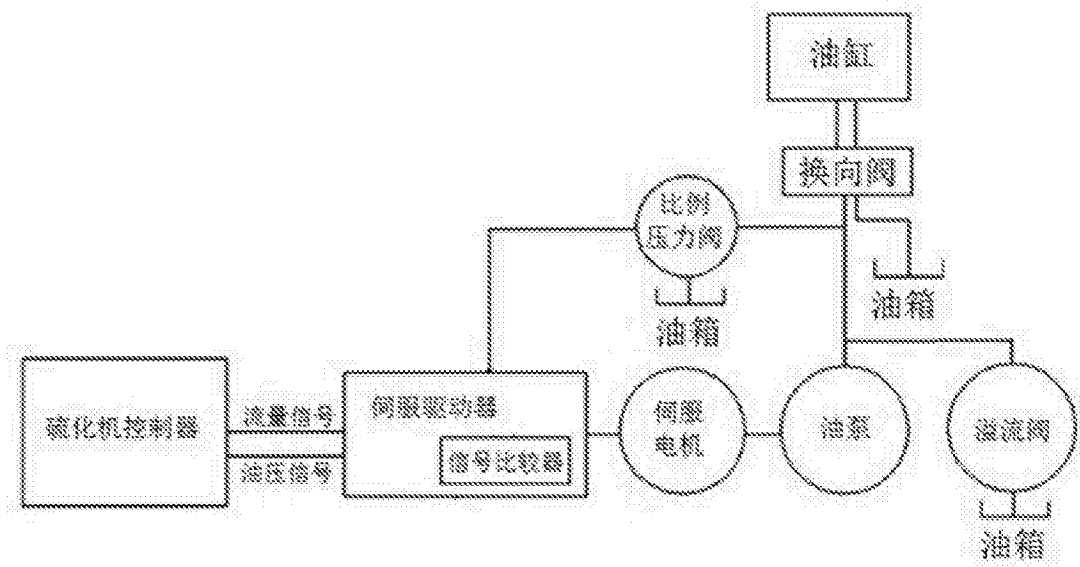 油缸
换向阀
比例
压力阀
油箱
油箱
硫化机控制器
流量信号
油压信号
伺服驱动器
信号比较器
伺服
电机
油泵
溢流阀
油箱